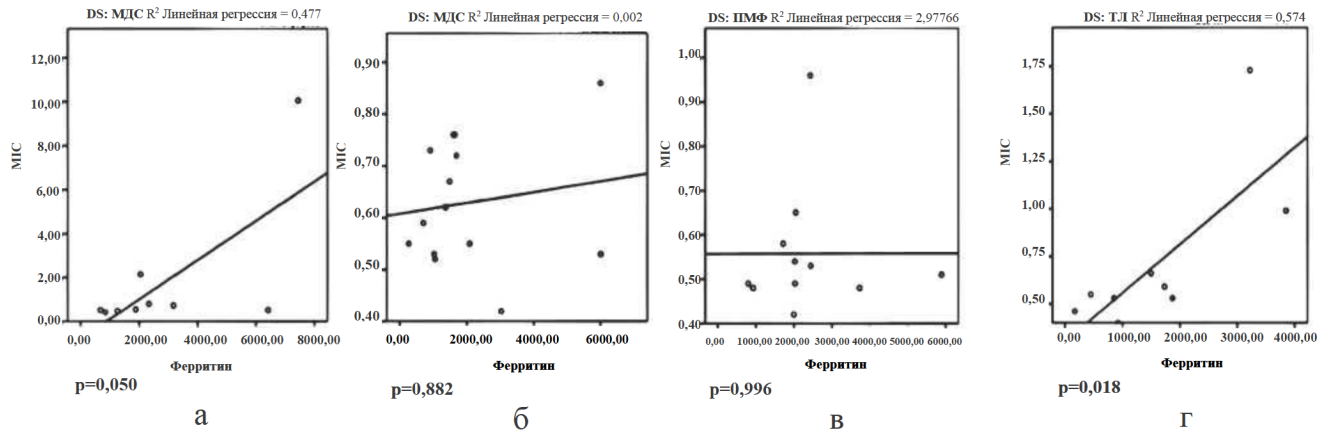 DS: МДС R² Линейная регрессия = 0,477
12,00
10,00
8,00
6,00
4,00
2,00
0,00
MIC
0,00 2000,00 4000,00 6000,00 8000,00
Ферритин
p=0,050
а
DS: МДС R² Линейная регрессия = 0,002
0,90
0,80
0,70
0,60
0,50
0,40
MIC
0,00 2000,00 4000,00 6000,00
Ферритин
p=0,882
б
DS: ПМФ R² Линейная регрессия = 2,97766
1,00
0,90
0,80
0,70
0,60
0,50
0,40
MIC
0,00 1000,00 2000,00 3000,00 4000,00 5000,00 6000,00
Ферритин
p=0,996
в
DS: ТЛ R² Линейная регрессия = 0,574
1,75
1,50
1,25
1,00
0,75
0,50
MIC
0,00 1000,00 2000,00 3000,00 4000,00
Ферритин
p=0,018
г